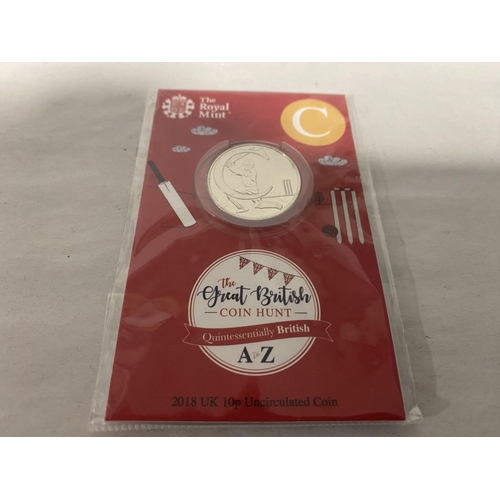 The
Royal
Mint
C
The
Great British
COIN HUNT
Quintessentially British
A to Z
2018 UK 10p Uncirculated Coin